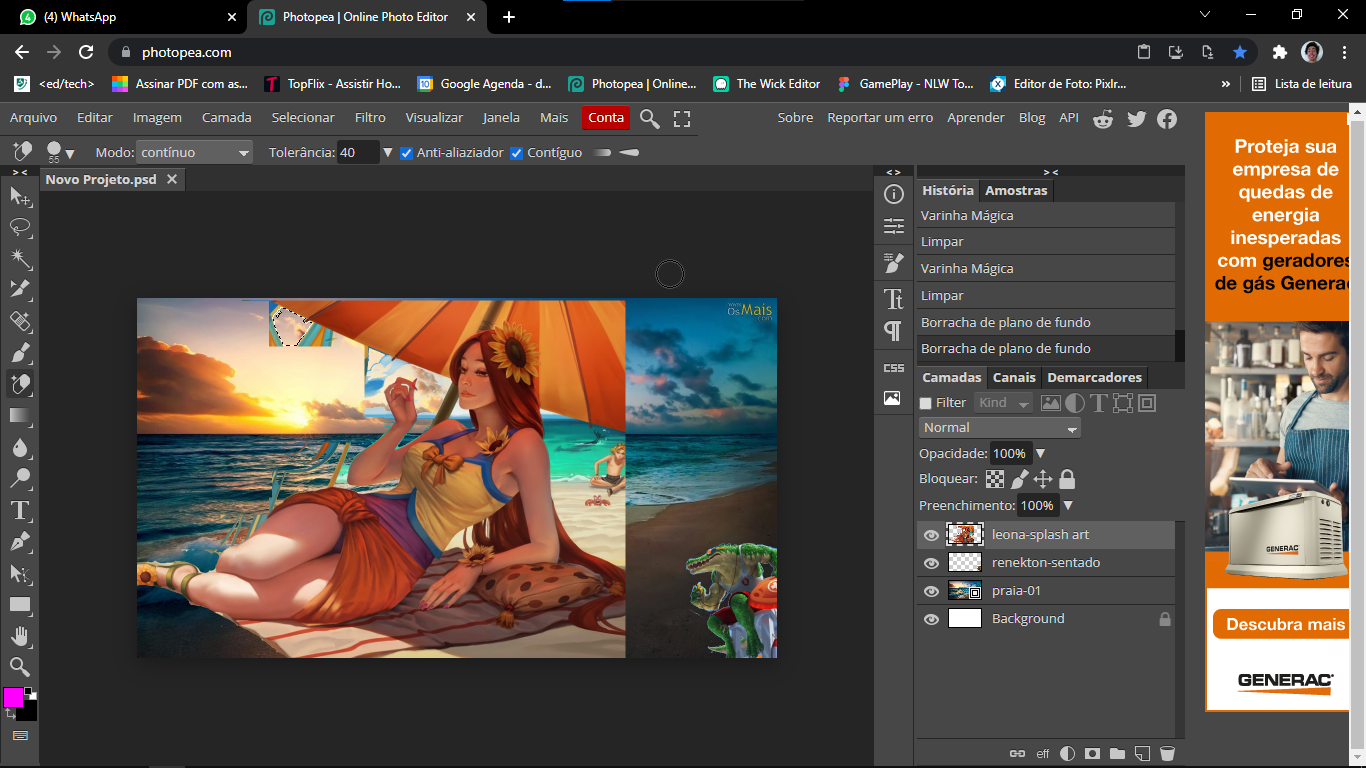 (4) WhatsApp
Photopea | Online Photo Editor
photopea.com
<ed/tech>
Assinar PDF com as...
TopFlix - Assistir Ho...
Google Agenda - d...
Photopea | Online...
The Wick Editor
GamePlay - NLW To...
Editor de Foto: Pixlr...
»
Lista de leitura
Arquivo Editar Imagem Camada Selecionar Filtro Visualizar Janela Mais Conta
Sobre Reportar um erro Aprender Blog API
55
Modo: contínuo Tolerância: 40 Anti-aliaziador Contíguo
Novo Projeto.psd
História Amostras
Varinha Mágica
Limpar
Varinha Mágica
Limpar
Borracha de plano de fundo
Borracha de plano de fundo
CSS
Camadas Canais Demarcadores
Filter Kind
Normal
Opacidade: 100%
Bloquear:
Preenchimento: 100%
leona-splash art
renekton-sentado
praia-01
Background
eff
www.
OsMais
.com
Proteja sua
empresa de
quedas de
energia
inesperadas
com geradores
de gás Generac
GENERAC
Descubra mais
GENERAC